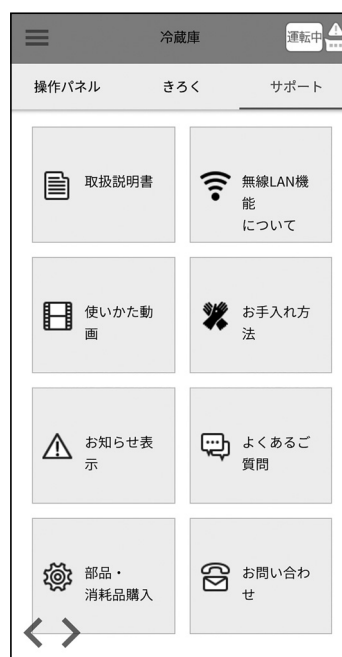 冷蔵庫
運転中
操作パネル
きろく
サポート
取扱説明書
無線LAN機
能
について
使いかた動
画
お手入れ方
法
お知らせ表
示
よくあるご
質問
部品・
消耗品購入
お問い合わ
せ